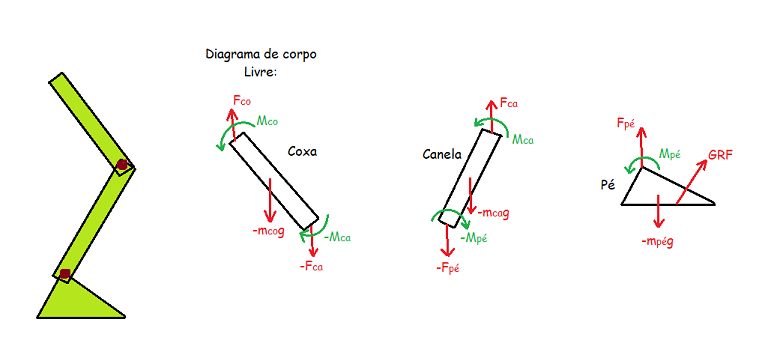 Diagrama de corpo
Livre:
Fco
Mco
Coxa
-mcog
-Mca
-Fca
Fca
Mca
Canela
-mcag
-Mpé
-Fpé
Fpé
Mpé
GRF
Pé
-mpég